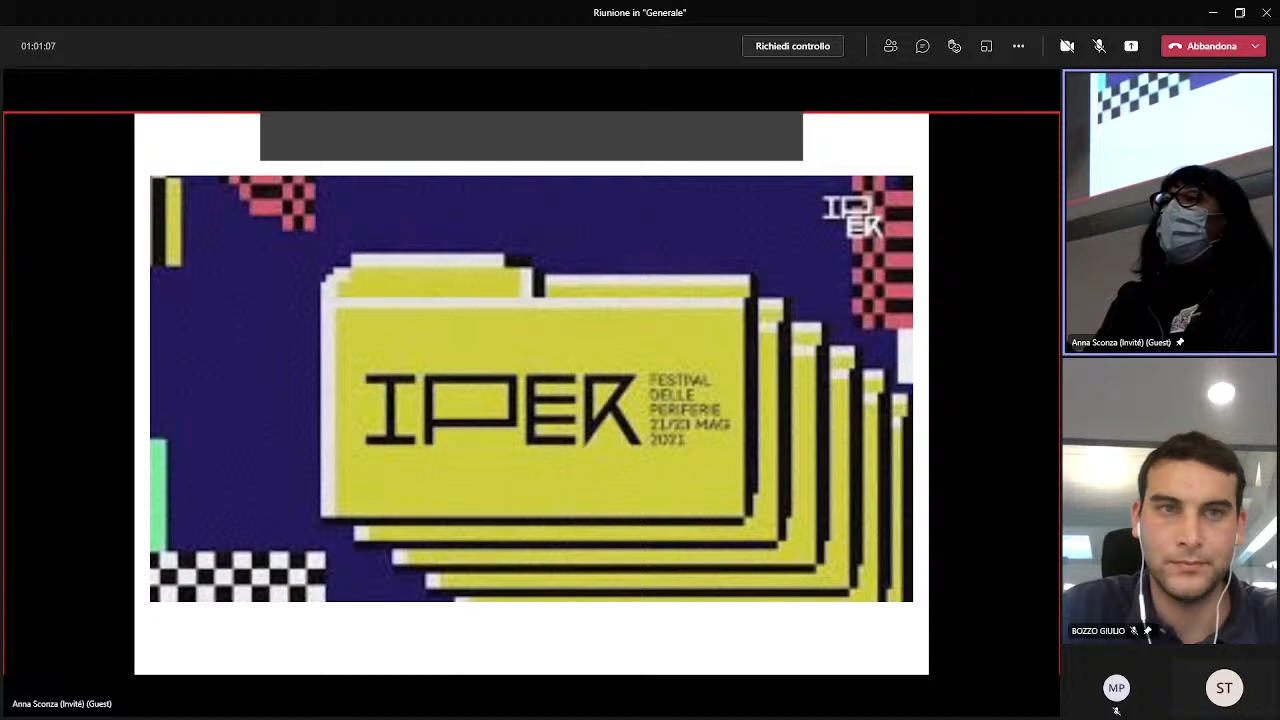 Riunione in "Generale"
01:01:07
Richiedi controllo
Abbandona
IPER
IPER
FESTIVAL
DELLE
PERIFERIE
21/23 MAG
2021
Anna Sconza (Invité) (Guest)
BOZZO GIULIO
MP
ST
Anna Sconza (Invité) (Guest)